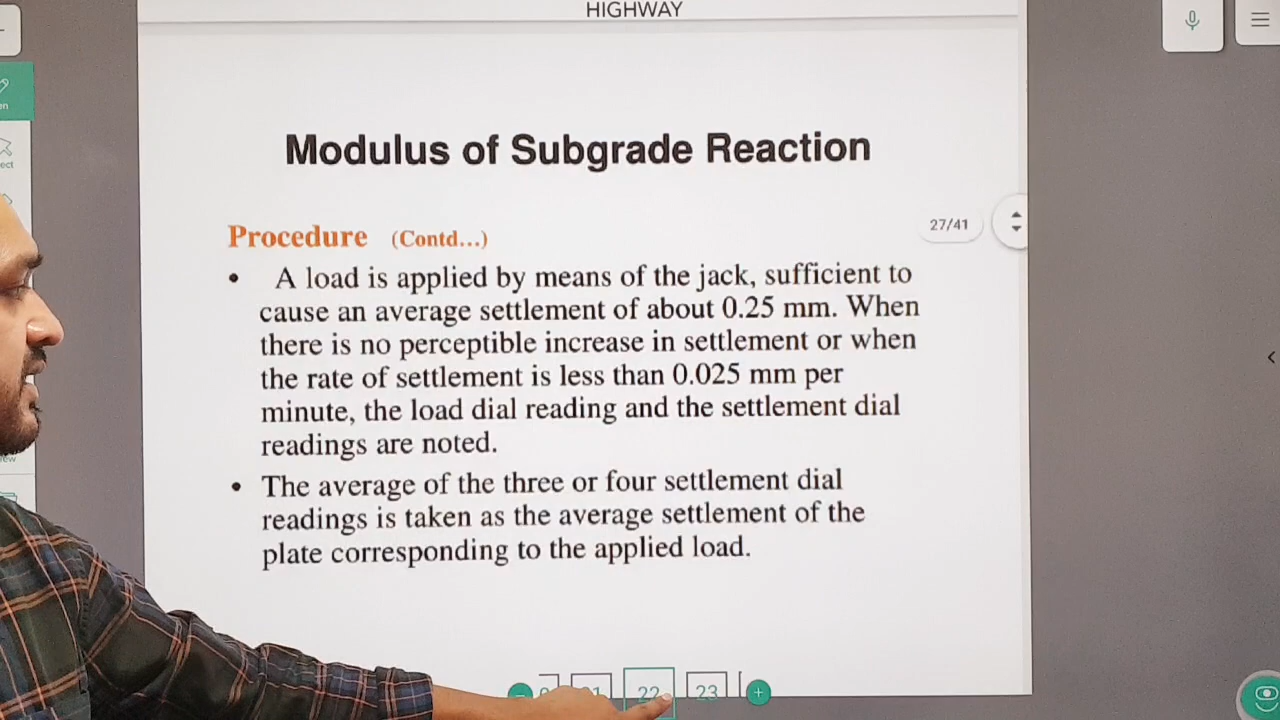 HIGHWAY
Modulus of Subgrade Reaction
27/41
Procedure (Contd...)
• A load is applied by means of the jack, sufficient to
cause an average settlement of about 0.25 mm. When
there is no perceptible increase in settlement or when
the rate of settlement is less than 0.025 mm per
minute, the load dial reading and the settlement dial
readings are noted.
• The average of the three or four settlement dial
readings is taken as the average settlement of the
plate corresponding to the applied load.
22 23